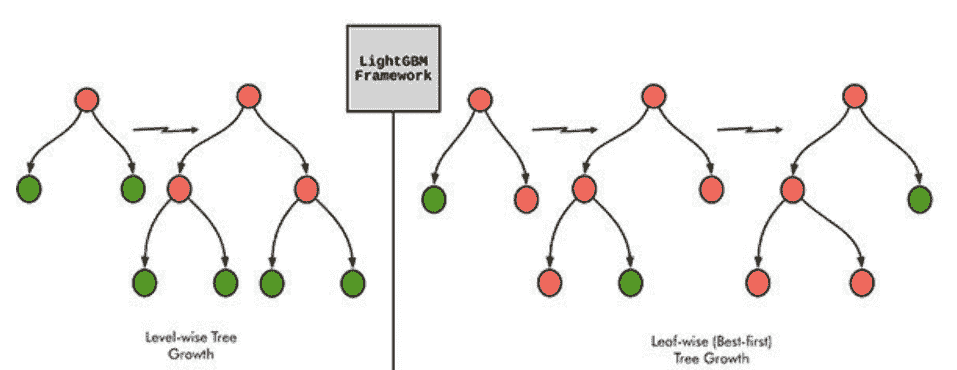 LightGBM
Framework
Level-wise Tree
Growth
Leaf-wise (Best-first)
Tree Growth